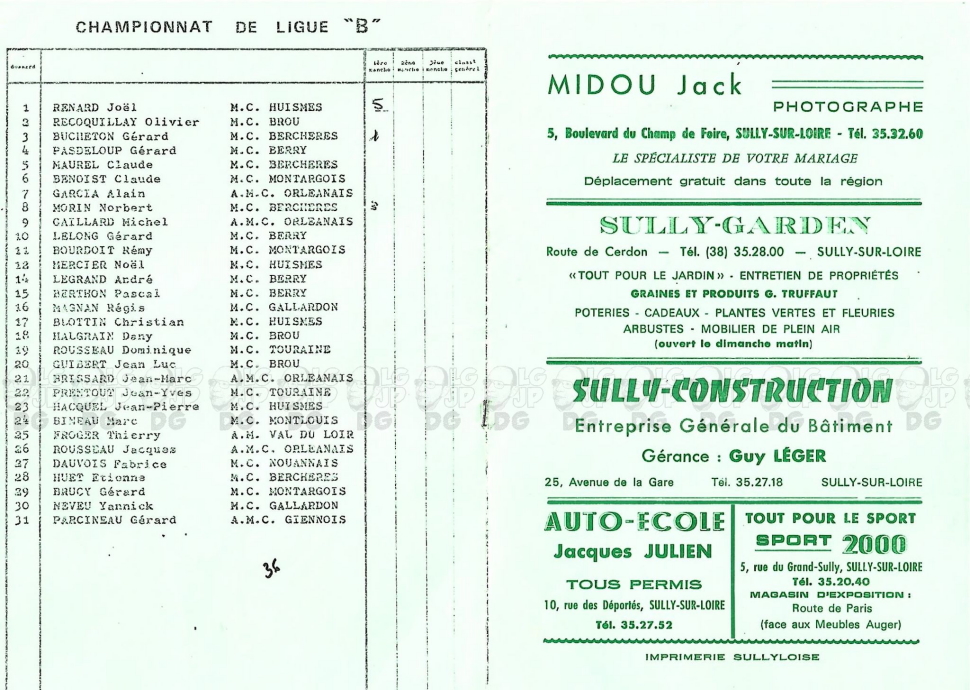 CHAMPIONNAT DE LIGUE "B"
dossard 1ère manche 2ème manche 3ème manche class! général
1 RENARD Joël M.C. HUISMES 5
2 RECOQUILLAY Olivier M.C. BROU
3 BUCHETON Gérard M.C. BERCHERES 1
4 PASDELOUP Gérard M.C. BERRY
5 MAUREL Claude M.C. BERCHERES
6 BENOIST Claude M.C. MONTARGOIS
7 GARCIA Alain A.M.C. ORLEANAIS
8 MORIN Norbert M.C. BERCHERES 3
9 GAILLARD Michel A.M.C. ORLEANAIS
10 LELONG Gérard M.C. BERRY
11 BOURDOIT Rémy M.C. MONTARGOIS
12 MERCIER Noël M.C. HUISMES
14 LEGRAND André M.C. BERRY
15 BERTHON Pascal M.C. BERRY
16 MAGNAN Régis M.C. GALLARDON
17 BLOTTIN Christian M.C. HUISMES
18 HALGRAIN Dany M.C. BROU
19 ROUSSEAU Dominique M.C. TOURAINE
20 GUIBERT Jean Luc M.C. BROU
21 BRISSARD Jean-Marc A.M.C. ORLEANAIS
22 PRENTOUT Jean-Yves M.C. TOURAINE
23 HACQUEL Jean-Pierre M.C. HUISMES
24 BINEAU Marc M.C. MONTLOUIS
25 FROGER Thierry A.M. VAL DU LOIR
26 ROUSSEAU Jacques A.M.C. ORLEANAIS
27 DAUVOIS Fabrice M.C. NOUANNAIS
28 HUET Etienne M.C. BERCHERES
29 BRUCY Gérard M.C. MONTARGOIS
30 NEVEU Yannick M.C. GALLARDON
31 PARCINEAU Gérard A.M.C. GIENNOIS
36
MIDOU Jack
PHOTOGRAPHE
5, Boulevard du Champ de Foire, SULLY-SUR-LOIRE - Tél. 35.32.60
LE SPÉCIALISTE DE VOTRE MARIAGE
Déplacement gratuit dans toute la région
SULLY-GARDEN
Route de Cerdon — Tél. (38) 35.28.00 — SULLY-SUR-LOIRE
«TOUT POUR LE JARDIN» - ENTRETIEN DE PROPRIÉTÉS
GRAINES ET PRODUITS G. TRUFFAUT
POTERIES - CADEAUX - PLANTES VERTES ET FLEURIES
ARBUSTES - MOBILIER DE PLEIN AIR
(ouvert le dimanche matin)
SULLY-CONSTRUCTION
Entreprise Générale du Bâtiment
Gérance : Guy LÉGER
25, Avenue de la Gare Tél. 35.27.18 SULLY-SUR-LOIRE
AUTO-ECOLE
Jacques JULIEN
TOUS PERMIS
10, rue des Déportés, SULLY-SUR-LOIRE
Tél. 35.27.52
TOUT POUR LE SPORT
SPORT 2000
5, rue du Grand-Sully, SULLY-SUR-LOIRE
Tél. 35.20.40
MAGASIN D'EXPOSITION :
Route de Paris
(face aux Meubles Auger)
IMPRIMERIE SULLYLOISE